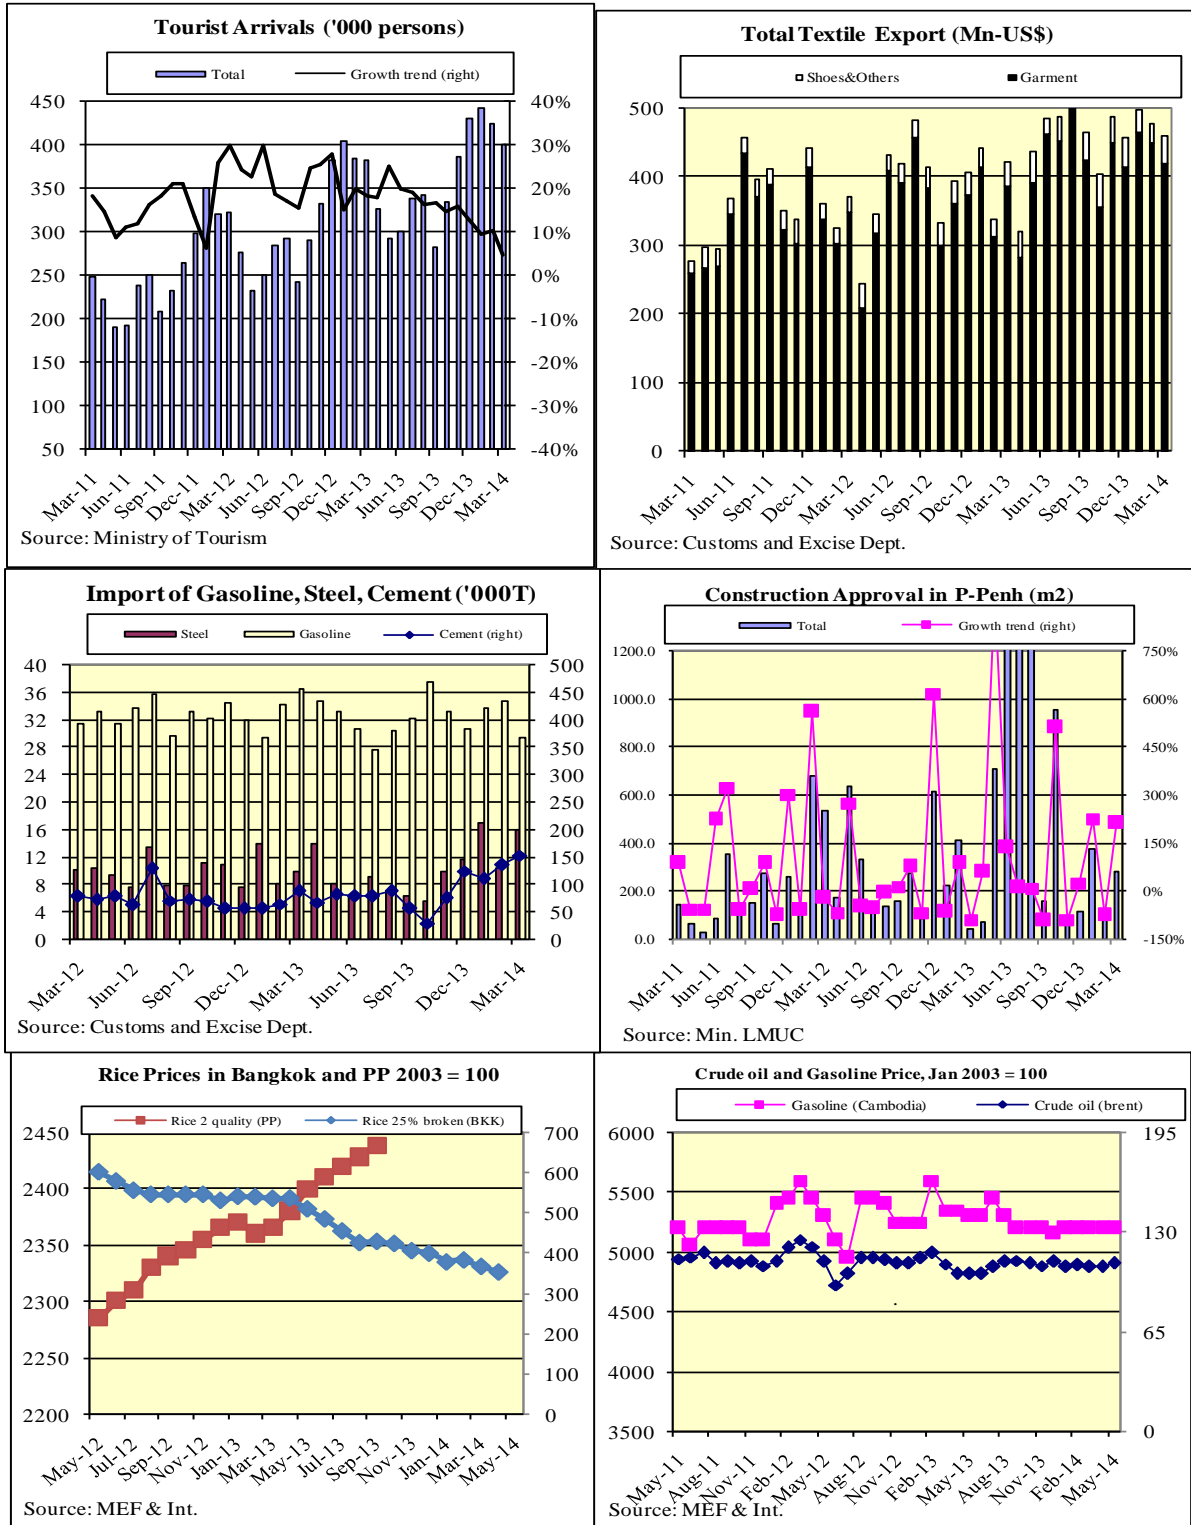 Tourist Arrivals ('000 persons)
Total
Growth trend (right)
450
400
350
300
250
200
150
100
50
40%
30%
20%
10%
0%
-10%
-20%
-30%
-40%
Mar-11
Jun-11
Sep-11
Dec-11
Mar-12
Jun-12
Sep-12
Dec-12
Mar-13
Jun-13
Sep-13
Dec-13
Mar-14
Source: Ministry of Tourism
Total Textile Export (Mn-US$)
Shoes&Others
Garment
500
400
300
200
100
0
Mar-11
Jun-11
Sep-11
Dec-11
Mar-12
Jun-12
Sep-12
Dec-12
Mar-13
Jun-13
Sep-13
Dec-13
Mar-14
Source: Customs and Excise Dept.
Import of Gasoline, Steel, Cement ('000T)
Steel
Gasoline
Cement (right)
40
36
32
28
24
20
16
12
8
4
0
500
450
400
350
300
250
200
150
100
50
0
Mar-12
Jun-12
Sep-12
Dec-12
Mar-13
Jun-13
Sep-13
Dec-13
Mar-14
Source: Customs and Excise Dept.
Construction Approval in P-Penh (m2)
Total
Growth trend (right)
1200.0
1000.0
800.0
600.0
400.0
200.0
0.0
750%
600%
450%
300%
150%
0%
-150%
Mar-11
Jun-11
Sep-11
Dec-11
Mar-12
Jun-12
Sep-12
Dec-12
Mar-13
Jun-13
Sep-13
Dec-13
Mar-14
Source: Min. LMUC
Rice Prices in Bangkok and PP 2003 = 100
Rice 2 quality (PP)
Rice 25% broken (BKK)
2450
2400
2350
2300
2250
2200
700
600
500
400
300
200
100
0
May-12
Jul-12
Sep-12
Nov-12
Jan-13
Mar-13
May-13
Jul-13
Sep-13
Nov-13
Jan-14
Mar-14
May-14
Source: MEF & Int.
Crude oil and Gasoline Price, Jan 2003 = 100
Gasoline (Cambodia)
Crude oil (brent)
6000
5500
5000
4500
4000
3500
195
130
65
0
May-11
Aug-11
Nov-11
Feb-12
May-12
Aug-12
Nov-12
Feb-13
May-13
Aug-13
Nov-13
Feb-14
May-14
Source: MEF & Int.